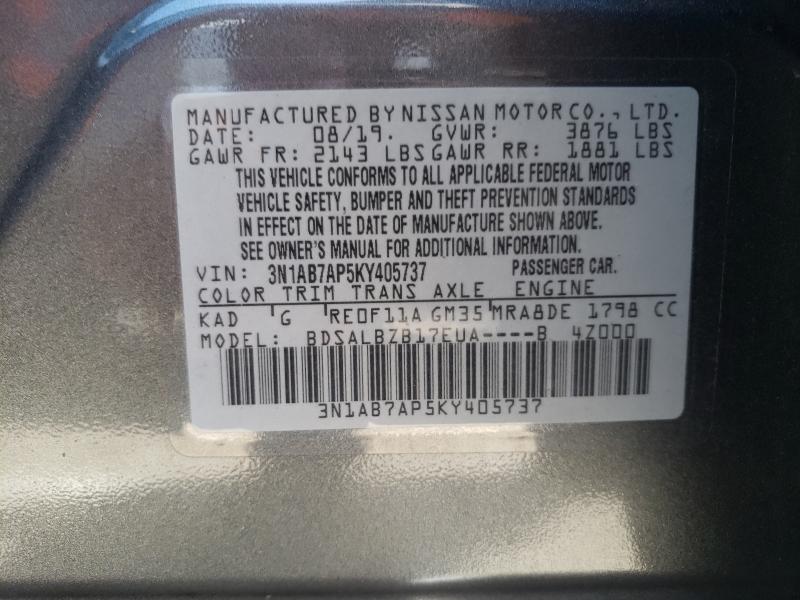 MANUFACTURED BY NISSAN MOTOR CO., LTD.
DATE: 08/19. GVWR: 3876 LBS
GAWR FR: 2143 LBS GAWR RR: 1881 LBS
THIS VEHICLE CONFORMS TO ALL APPLICABLE FEDERAL MOTOR
VEHICLE SAFETY, BUMPER AND THEFT PREVENTION STANDARDS
IN EFFECT ON THE DATE OF MANUFACTURE SHOWN ABOVE.
SEE OWNER'S MANUAL FOR ADDITIONAL INFORMATION.
VIN: 3N1AB7AP5KY405737 PASSENGER CAR.
COLOR TRIM TRANS AXLE ENGINE
KAD G RE0F11A GM35 MRA8DE 1798 CC
MODEL: BDSALBZB17EUA----B 4Z000
3N1AB7AP5KY405737